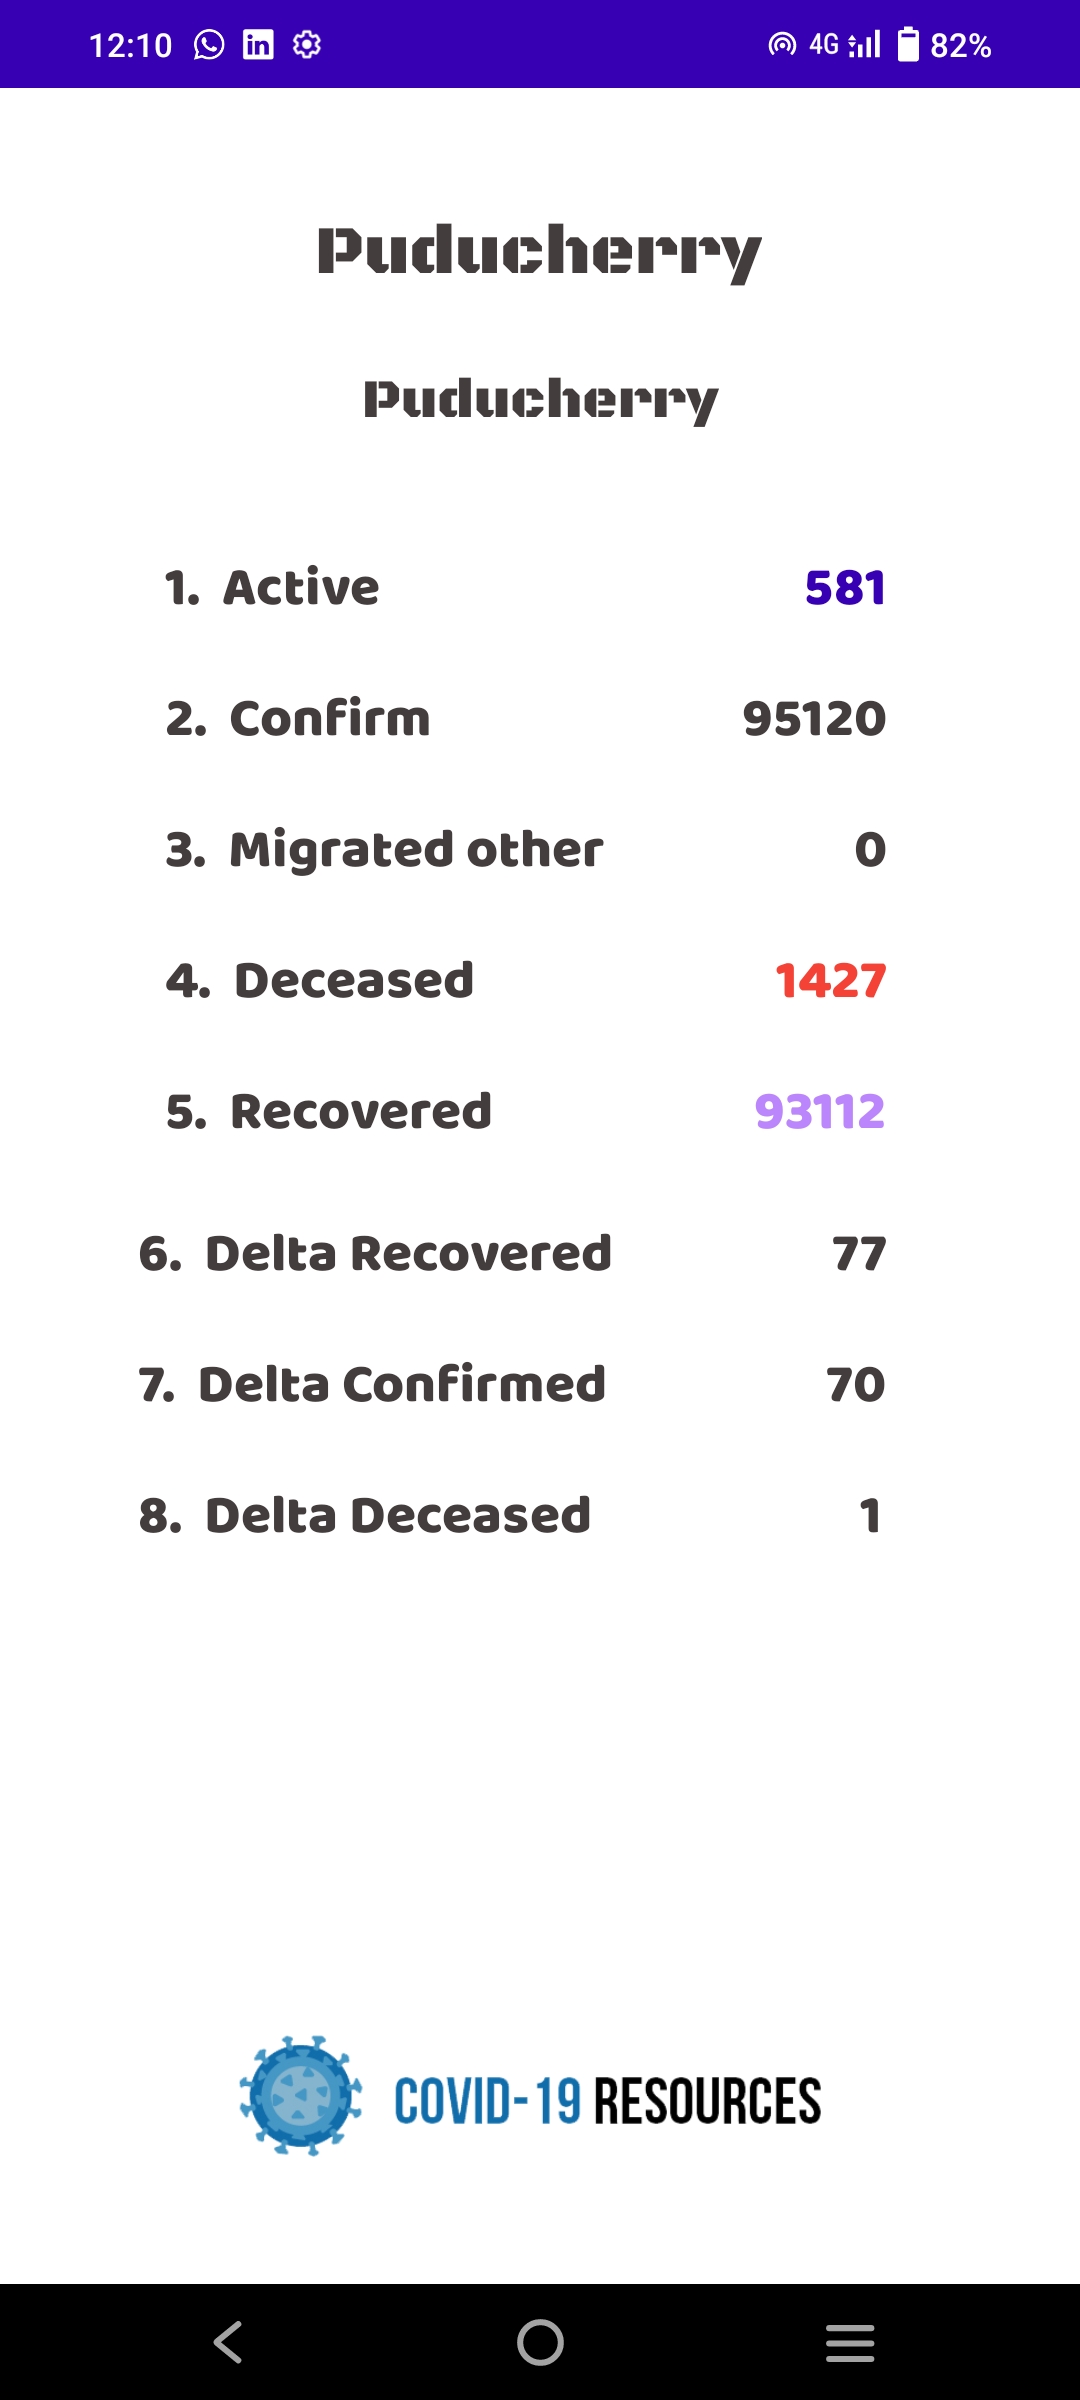 12:10 4G 82%
Puducherry
Puducherry
1. Active 581
2. Confirm 95120
3. Migrated other 0
4. Deceased 1427
5. Recovered 93112
6. Delta Recovered 77
7. Delta Confirmed 70
8. Delta Deceased 1
COVID-19 RESOURCES